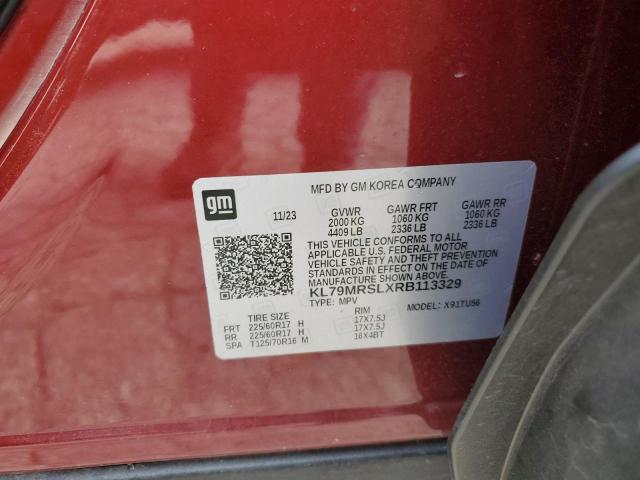 gm
MFD BY GM KOREA COMPANY
11/23 GVWR GAWR FRT GAWR RR
2000 KG 1060 KG 1060 KG
4409 LB 2336 LB 2336 LB
THIS VEHICLE CONFORMS TO ALL
APPLICABLE U.S. FEDERAL MOTOR
VEHICLE SAFETY AND THEFT PREVENTION
STANDARDS IN EFFECT ON THE DATE OF
MANUFACTURE SHOWN ABOVE.
KL79MRSLXRB113329
TYPE: MPV MODEL: X91TU56
TIRE SIZE RIM
FRT 225/60R17 H 17X7.5J
RR 225/60R17 H 17X7.5J
SPA T125/70R16 M 16X4BT